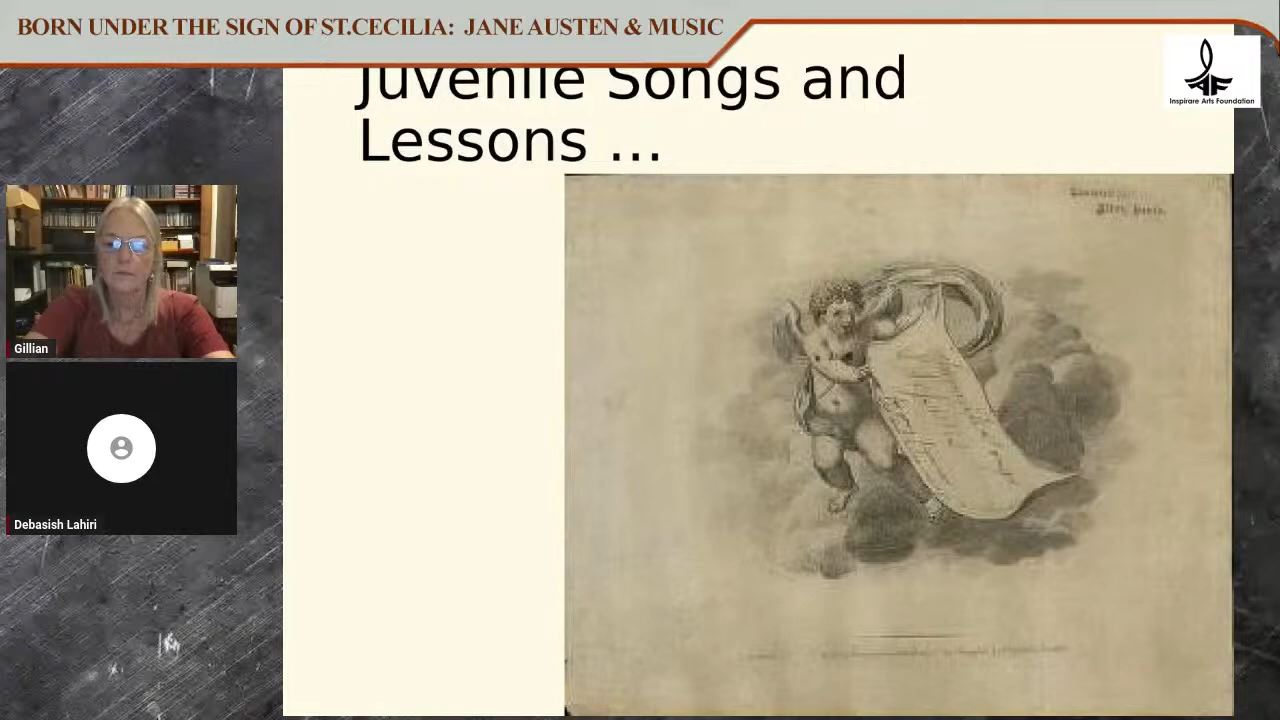 BORN UNDER THE SIGN OF ST.CECILIA: JANE AUSTEN & MUSIC
Inspirare Arts Foundation
Juvenile Songs and
Lessons ...
Gillian
Debasish Lahiri